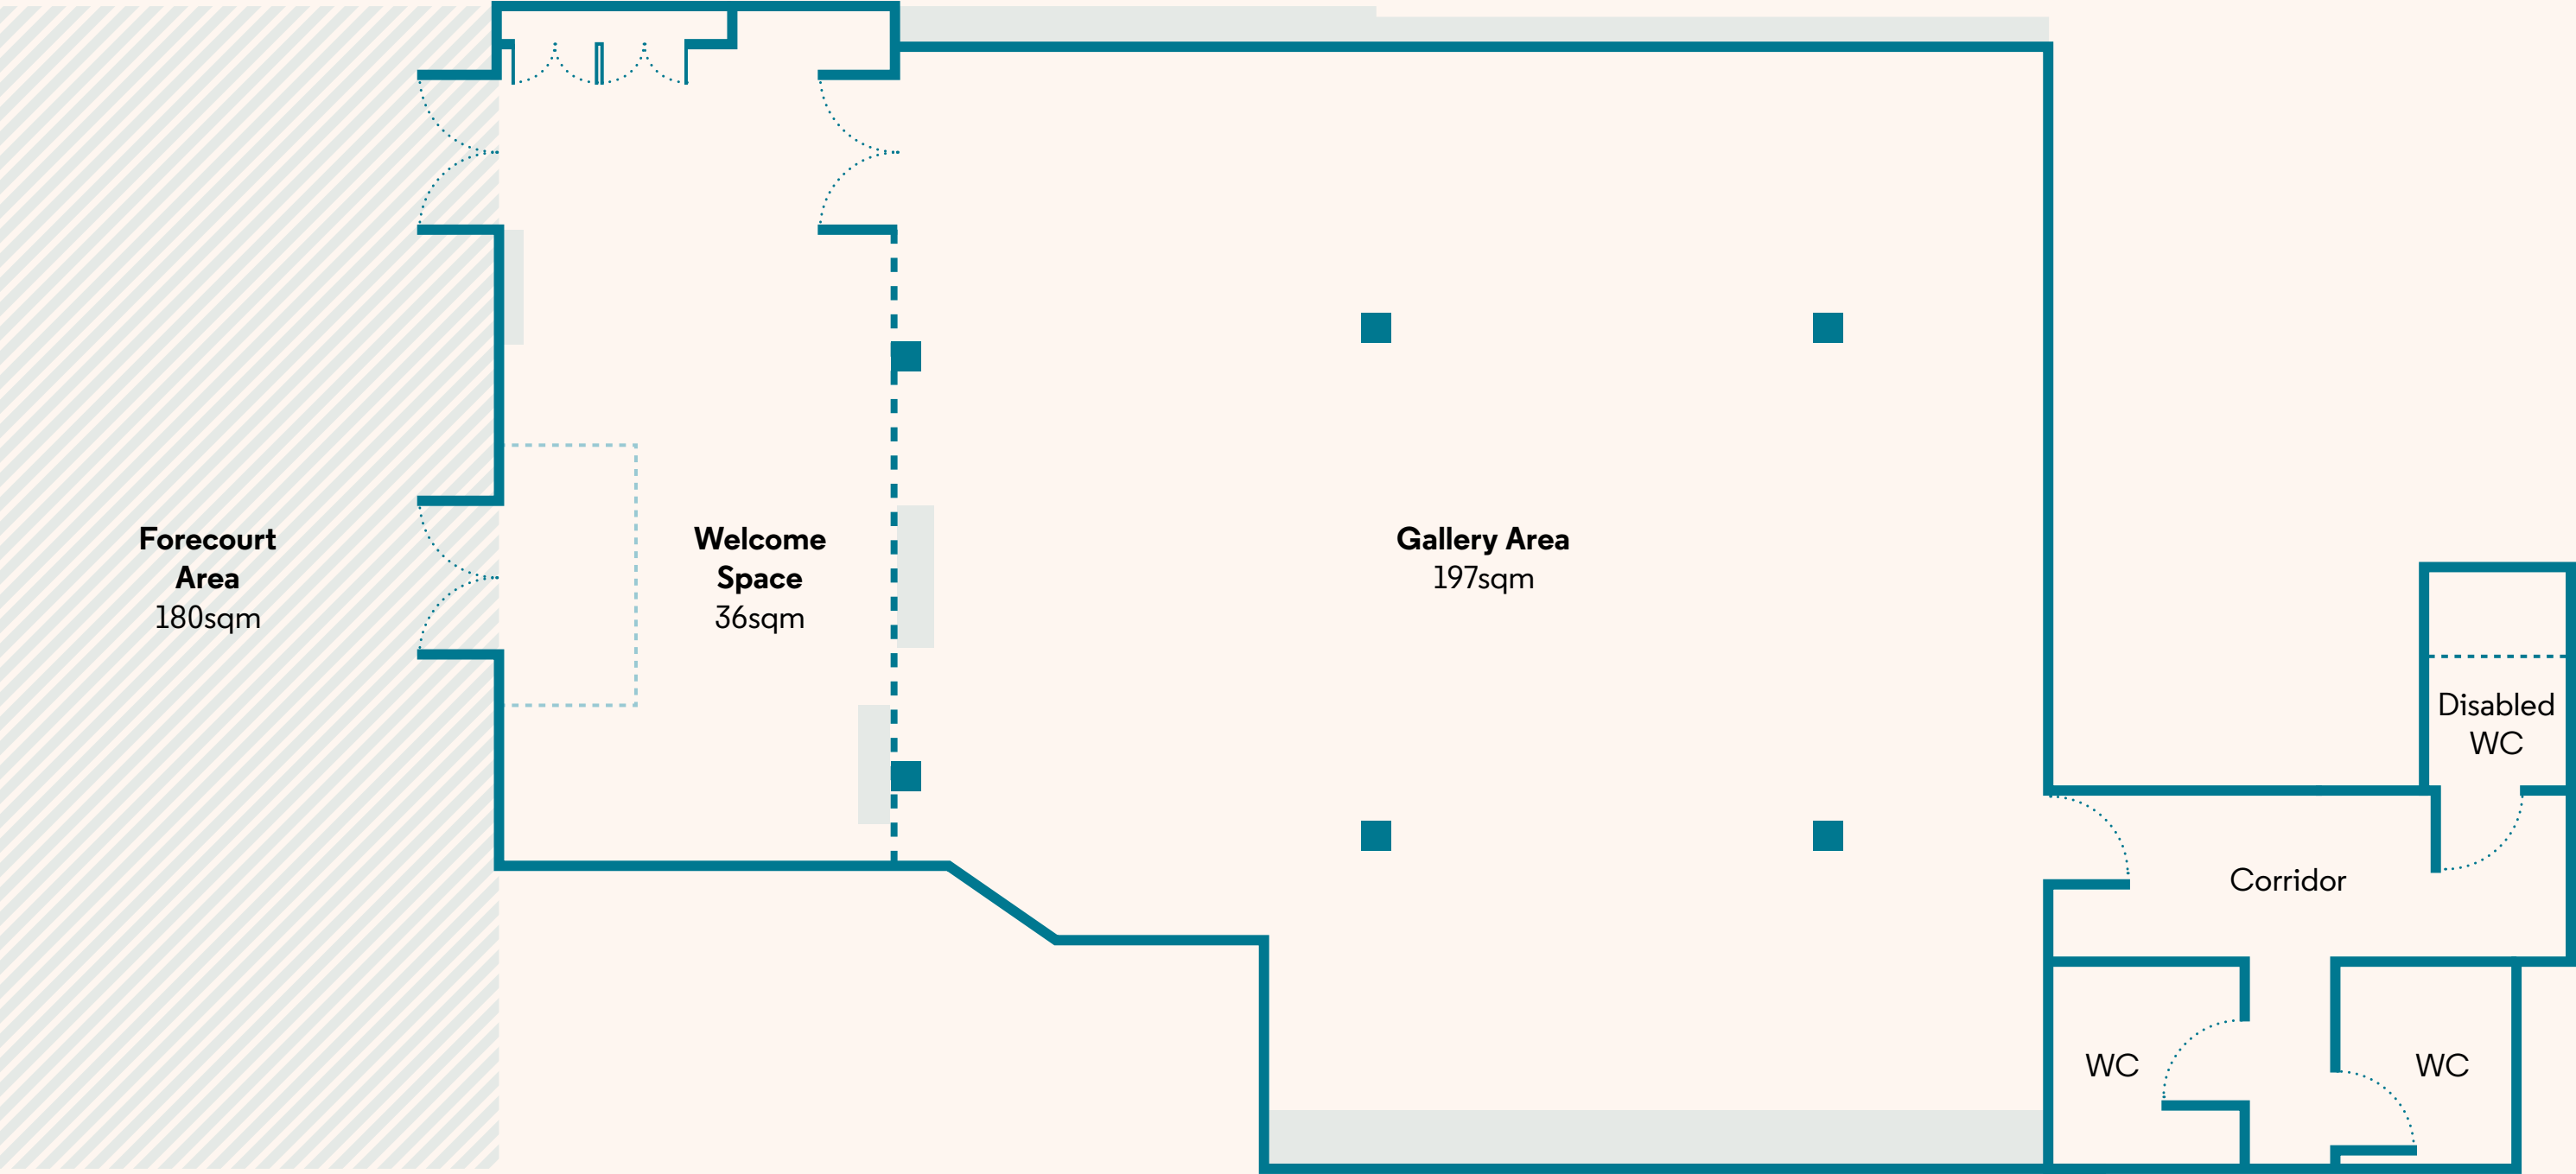 Forecourt
Area
180sqm
Welcome
Space
36sqm
Gallery Area
197sqm
Disabled
WC
Corridor
WC
WC